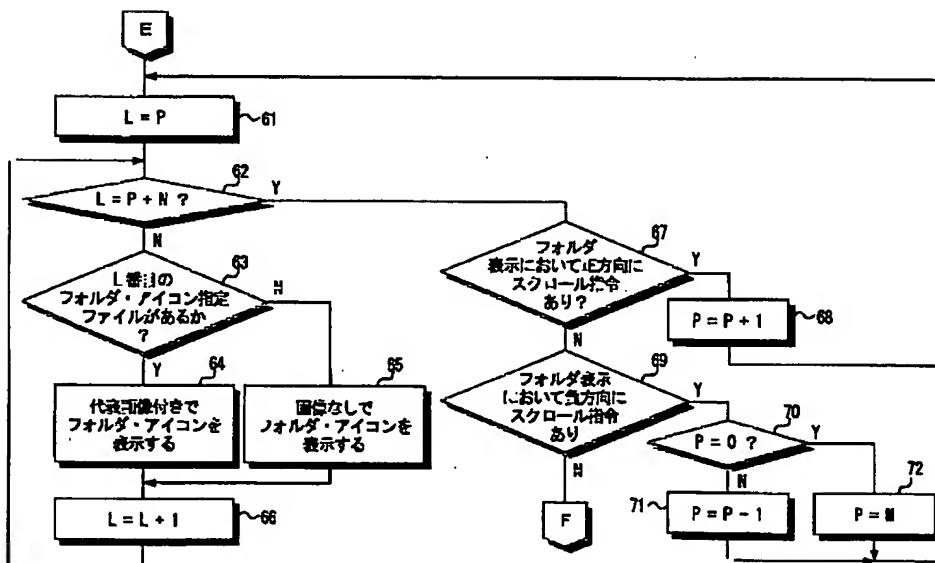 E
L = P
61
62
L = P + N ?
Y
N
63
L番目の
フォルダ・アイコン指定
ファイルがあるか
?
N
Y
64
代表画像付きで
フォルダ・アイコンを
表示する
65
画像なしで
フォルダ・アイコンを
表示する
L = L + 1
66
67
フォルダ
表示において正方向に
スクロール指令
あり?
Y
N
P = P + 1
68
69
フォルダ表示
において負方向に
スクロール指令
あり
Y
N
F
70
P = 0 ?
Y
N
71
P = P - 1
72
P = M